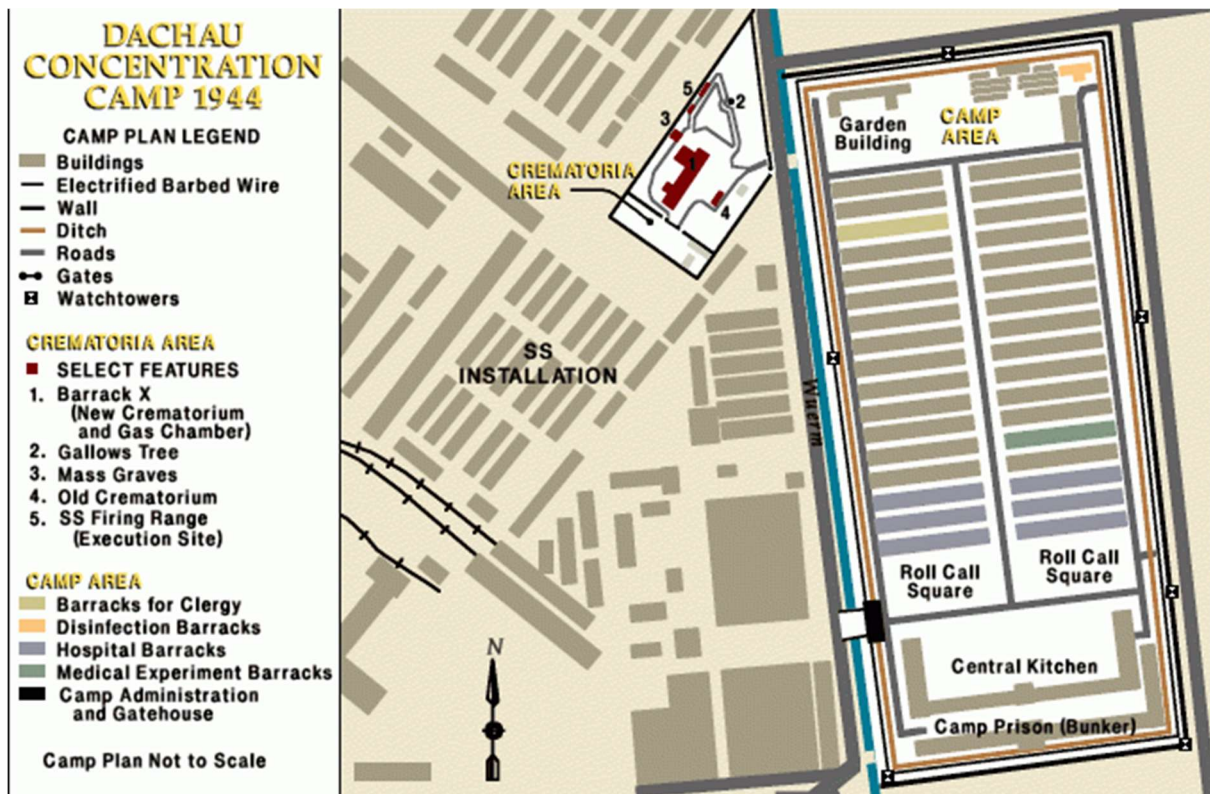 DACHAU
CONCENTRATION
CAMP 1944
CAMP PLAN LEGEND
Buildings
Electrified Barbed Wire
Wall
Ditch
Roads
Gates
Watchtowers
CREMATORIA AREA
SELECT FEATURES
1. Barrack X
(New Crematorium
and Gas Chamber)
2. Gallows Tree
3. Mass Graves
4. Old Crematorium
5. SS Firing Range
(Execution Site)
CAMP AREA
Barracks for Clergy
Disinfection Barracks
Hospital Barracks
Medical Experiment Barracks
Camp Administration
and Gatehouse
Camp Plan Not to Scale
5
2
3
1
4
CREMATORIA
AREA
Garden
Building
CAMP
AREA
SS
INSTALLATION
Wuerm
Roll Call
Square
Roll Call
Square
N
Central Kitchen
Camp Prison (Bunker)